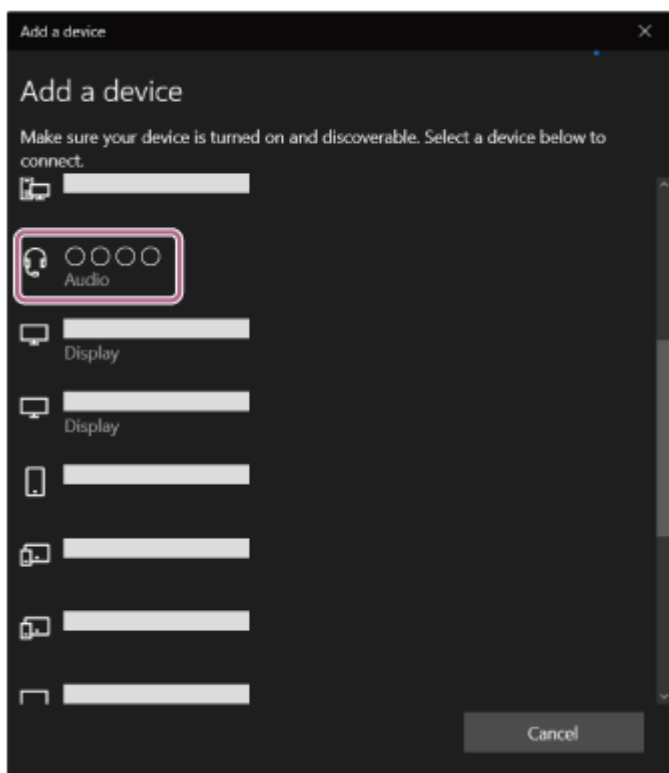 Add a device
Add a device
Make sure your device is turned on and discoverable. Select a device below to
connect.
○○○○
Audio
Display
Display
Cancel